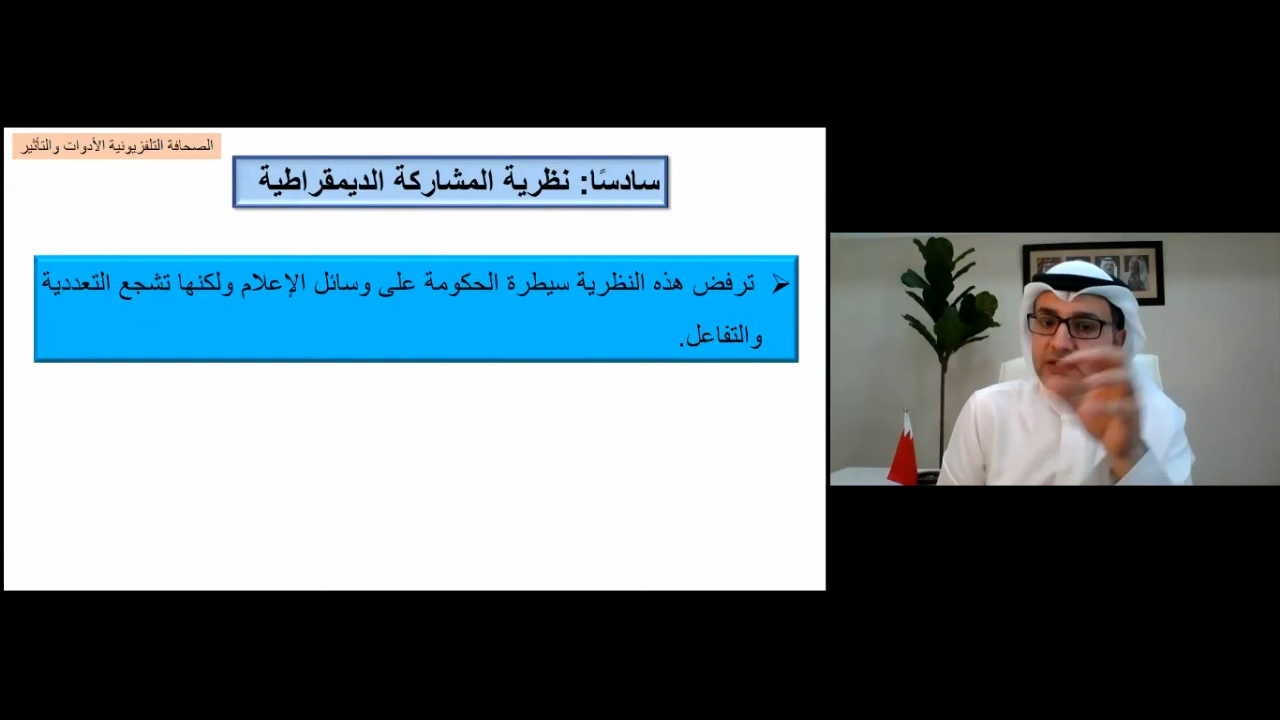 الصحافة التلفزيونية الأدوات والتأثير
سادسًا: نظرية المشاركة الديمقراطية
ترفض هذه النظرية سيطرة الحكومة على وسائل الإعلام ولكنها تشجع التعددية
والتفاعل.